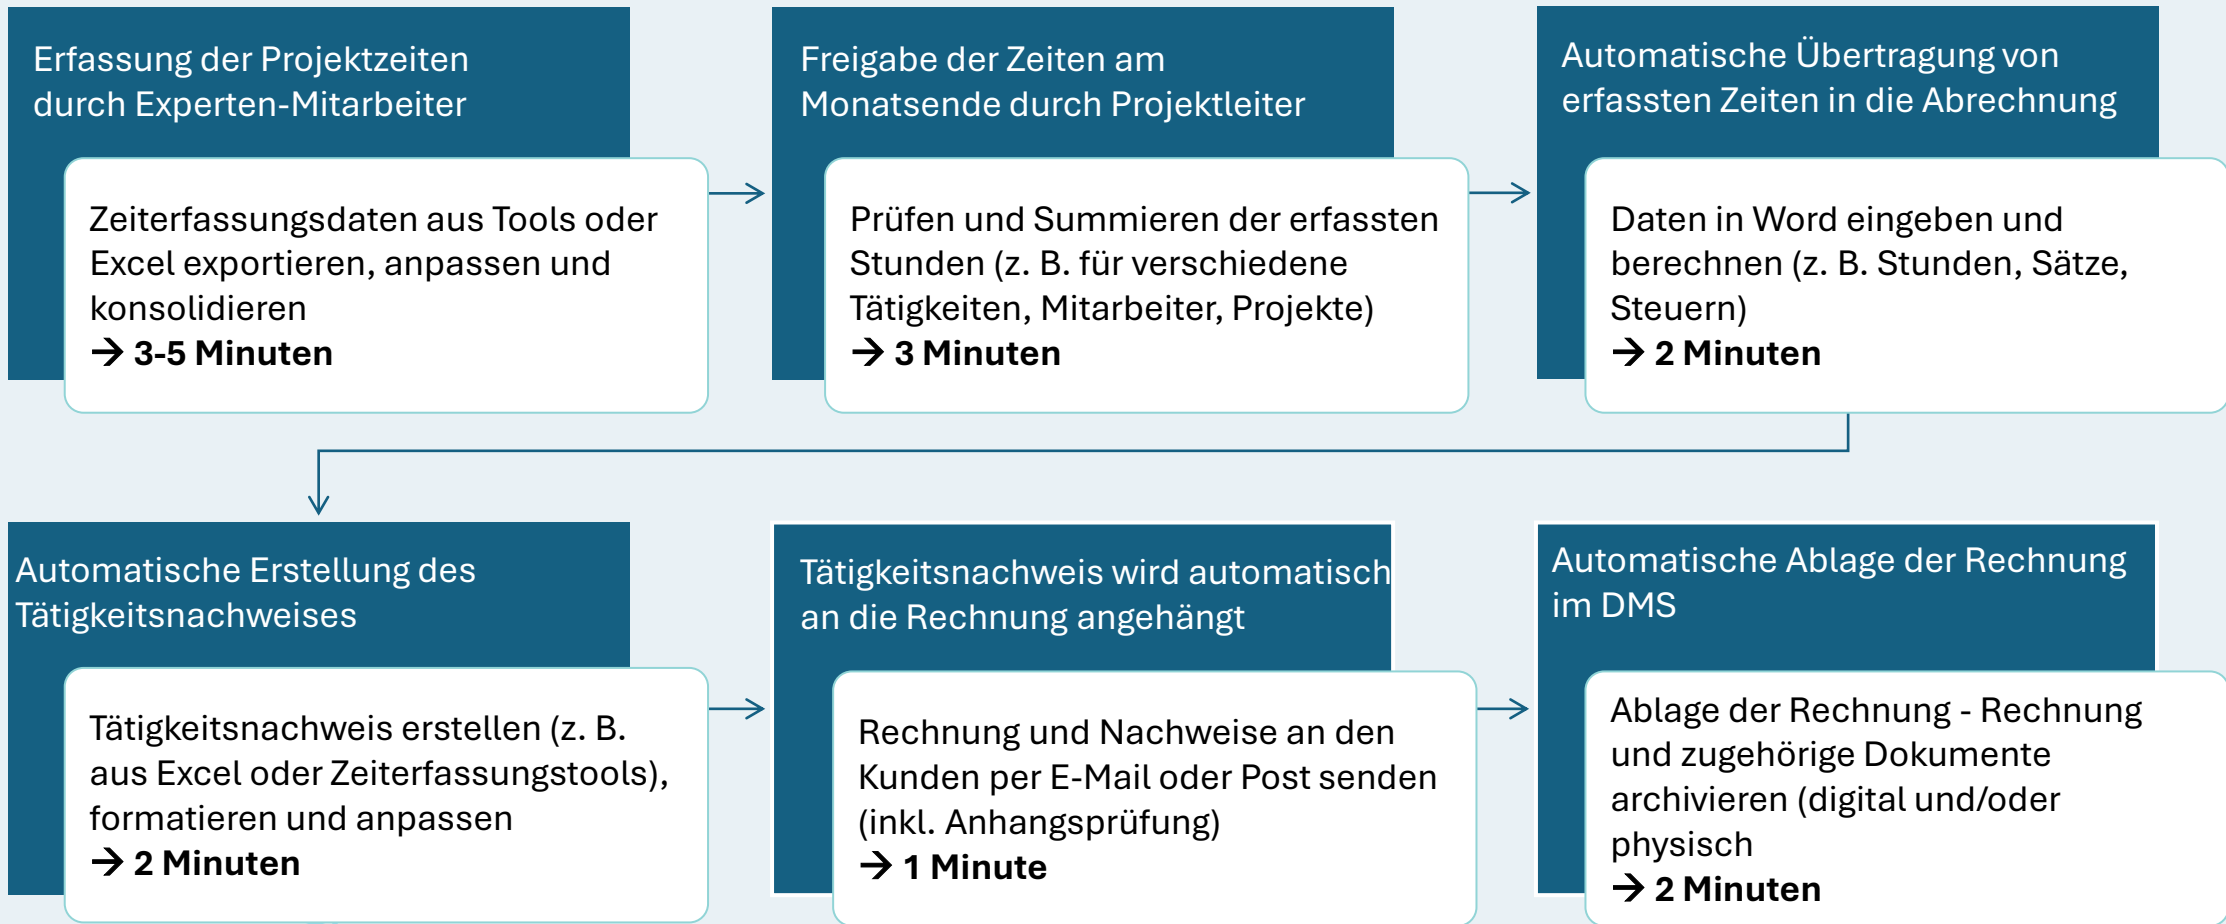 Erfassung der Projektzeiten
durch Experten-Mitarbeiter
Zeiterfassungsdaten aus Tools oder
Excel exportieren, anpassen und
konsolidieren
→ 3-5 Minuten
Freigabe der Zeiten am
Monatsende durch Projektleiter
Prüfen und Summieren der erfassten
Stunden (z. B. für verschiedene
Tätigkeiten, Mitarbeiter, Projekte)
→ 3 Minuten
Automatische Übertragung von
erfassten Zeiten in die Abrechnung
Daten in Word eingeben und
berechnen (z. B. Stunden, Sätze,
Steuern)
→ 2 Minuten
Automatische Erstellung des
Tätigkeitsnachweises
Tätigkeitsnachweis erstellen (z. B.
aus Excel oder Zeiterfassungstools),
formatieren und anpassen
→ 2 Minuten
Tätigkeitsnachweis wird automatisch
an die Rechnung angehängt
Rechnung und Nachweise an den
Kunden per E-Mail oder Post senden
(inkl. Anhangsprüfung)
→ 1 Minute
Automatische Ablage der Rechnung
im DMS
Ablage der Rechnung - Rechnung
und zugehörige Dokumente
archivieren (digital und/oder
physisch
→ 2 Minuten